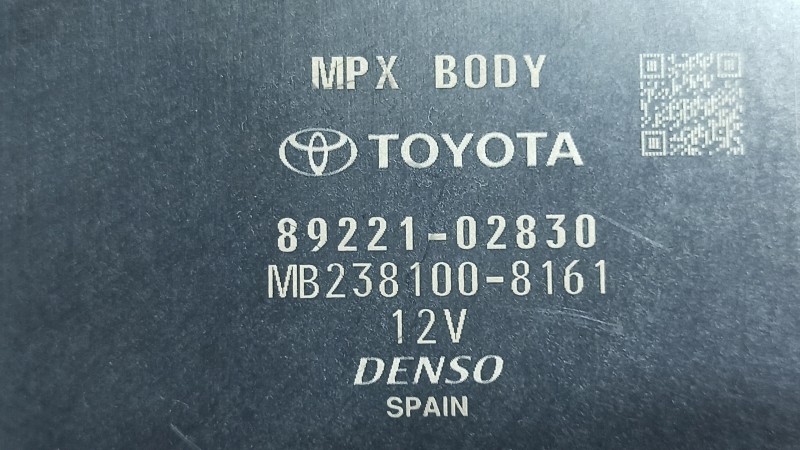 MPX BODY
TOYOTA
89221-02830
MB238100-8161
12V
DENSO
SPAIN